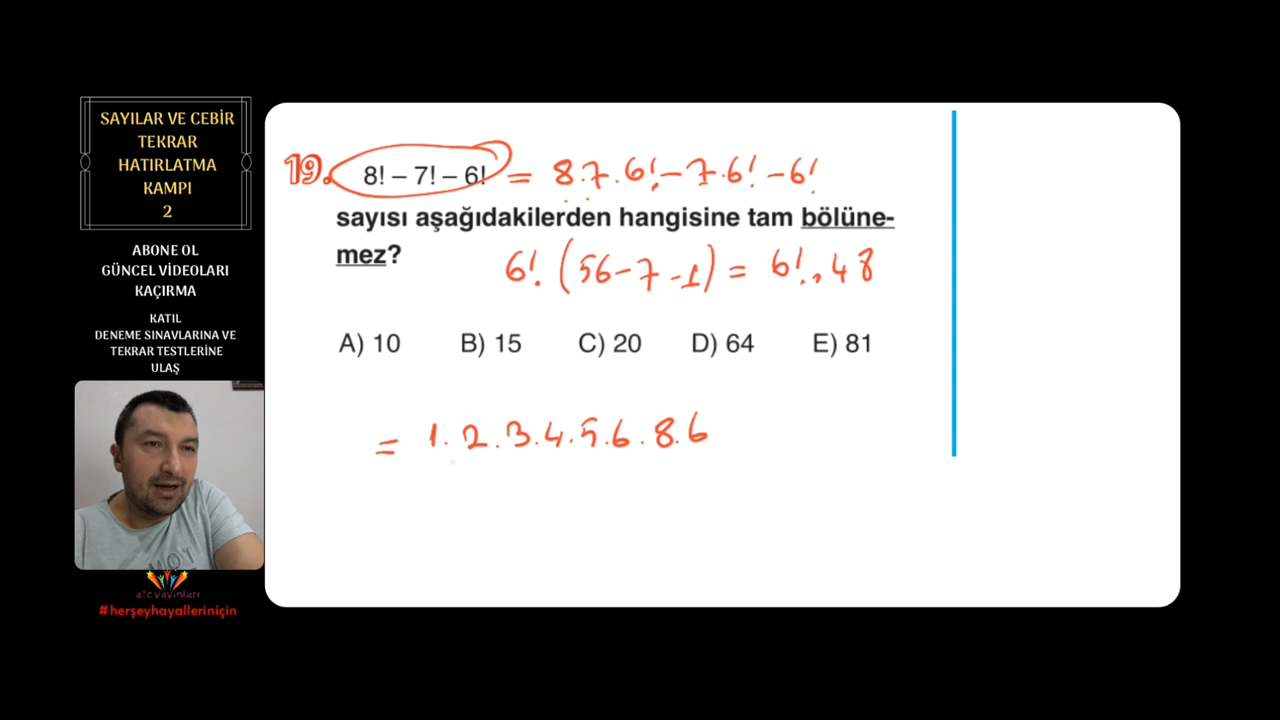 SAYILAR VE CEBİR
TEKRAR
HATIRLATMA
KAMPI
2
ABONE OL
GÜNCEL VİDEOLARI
KAÇIRMA
KATIL
DENEME SINAVLARINA VE
TEKRAR TESTLERİNE
ULAŞ
#herşeyhayalleriniçin
19. 8! – 7! – 6! = 8.7.6! – 7.6! – 6!
sayısı aşağıdakilerden hangisine tam bölüne-
mez?
6! . (56 – 7 – 1) = 6! . 48
A) 10 B) 15 C) 20 D) 64 E) 81
= 1.2.3.4.5.6.8.6